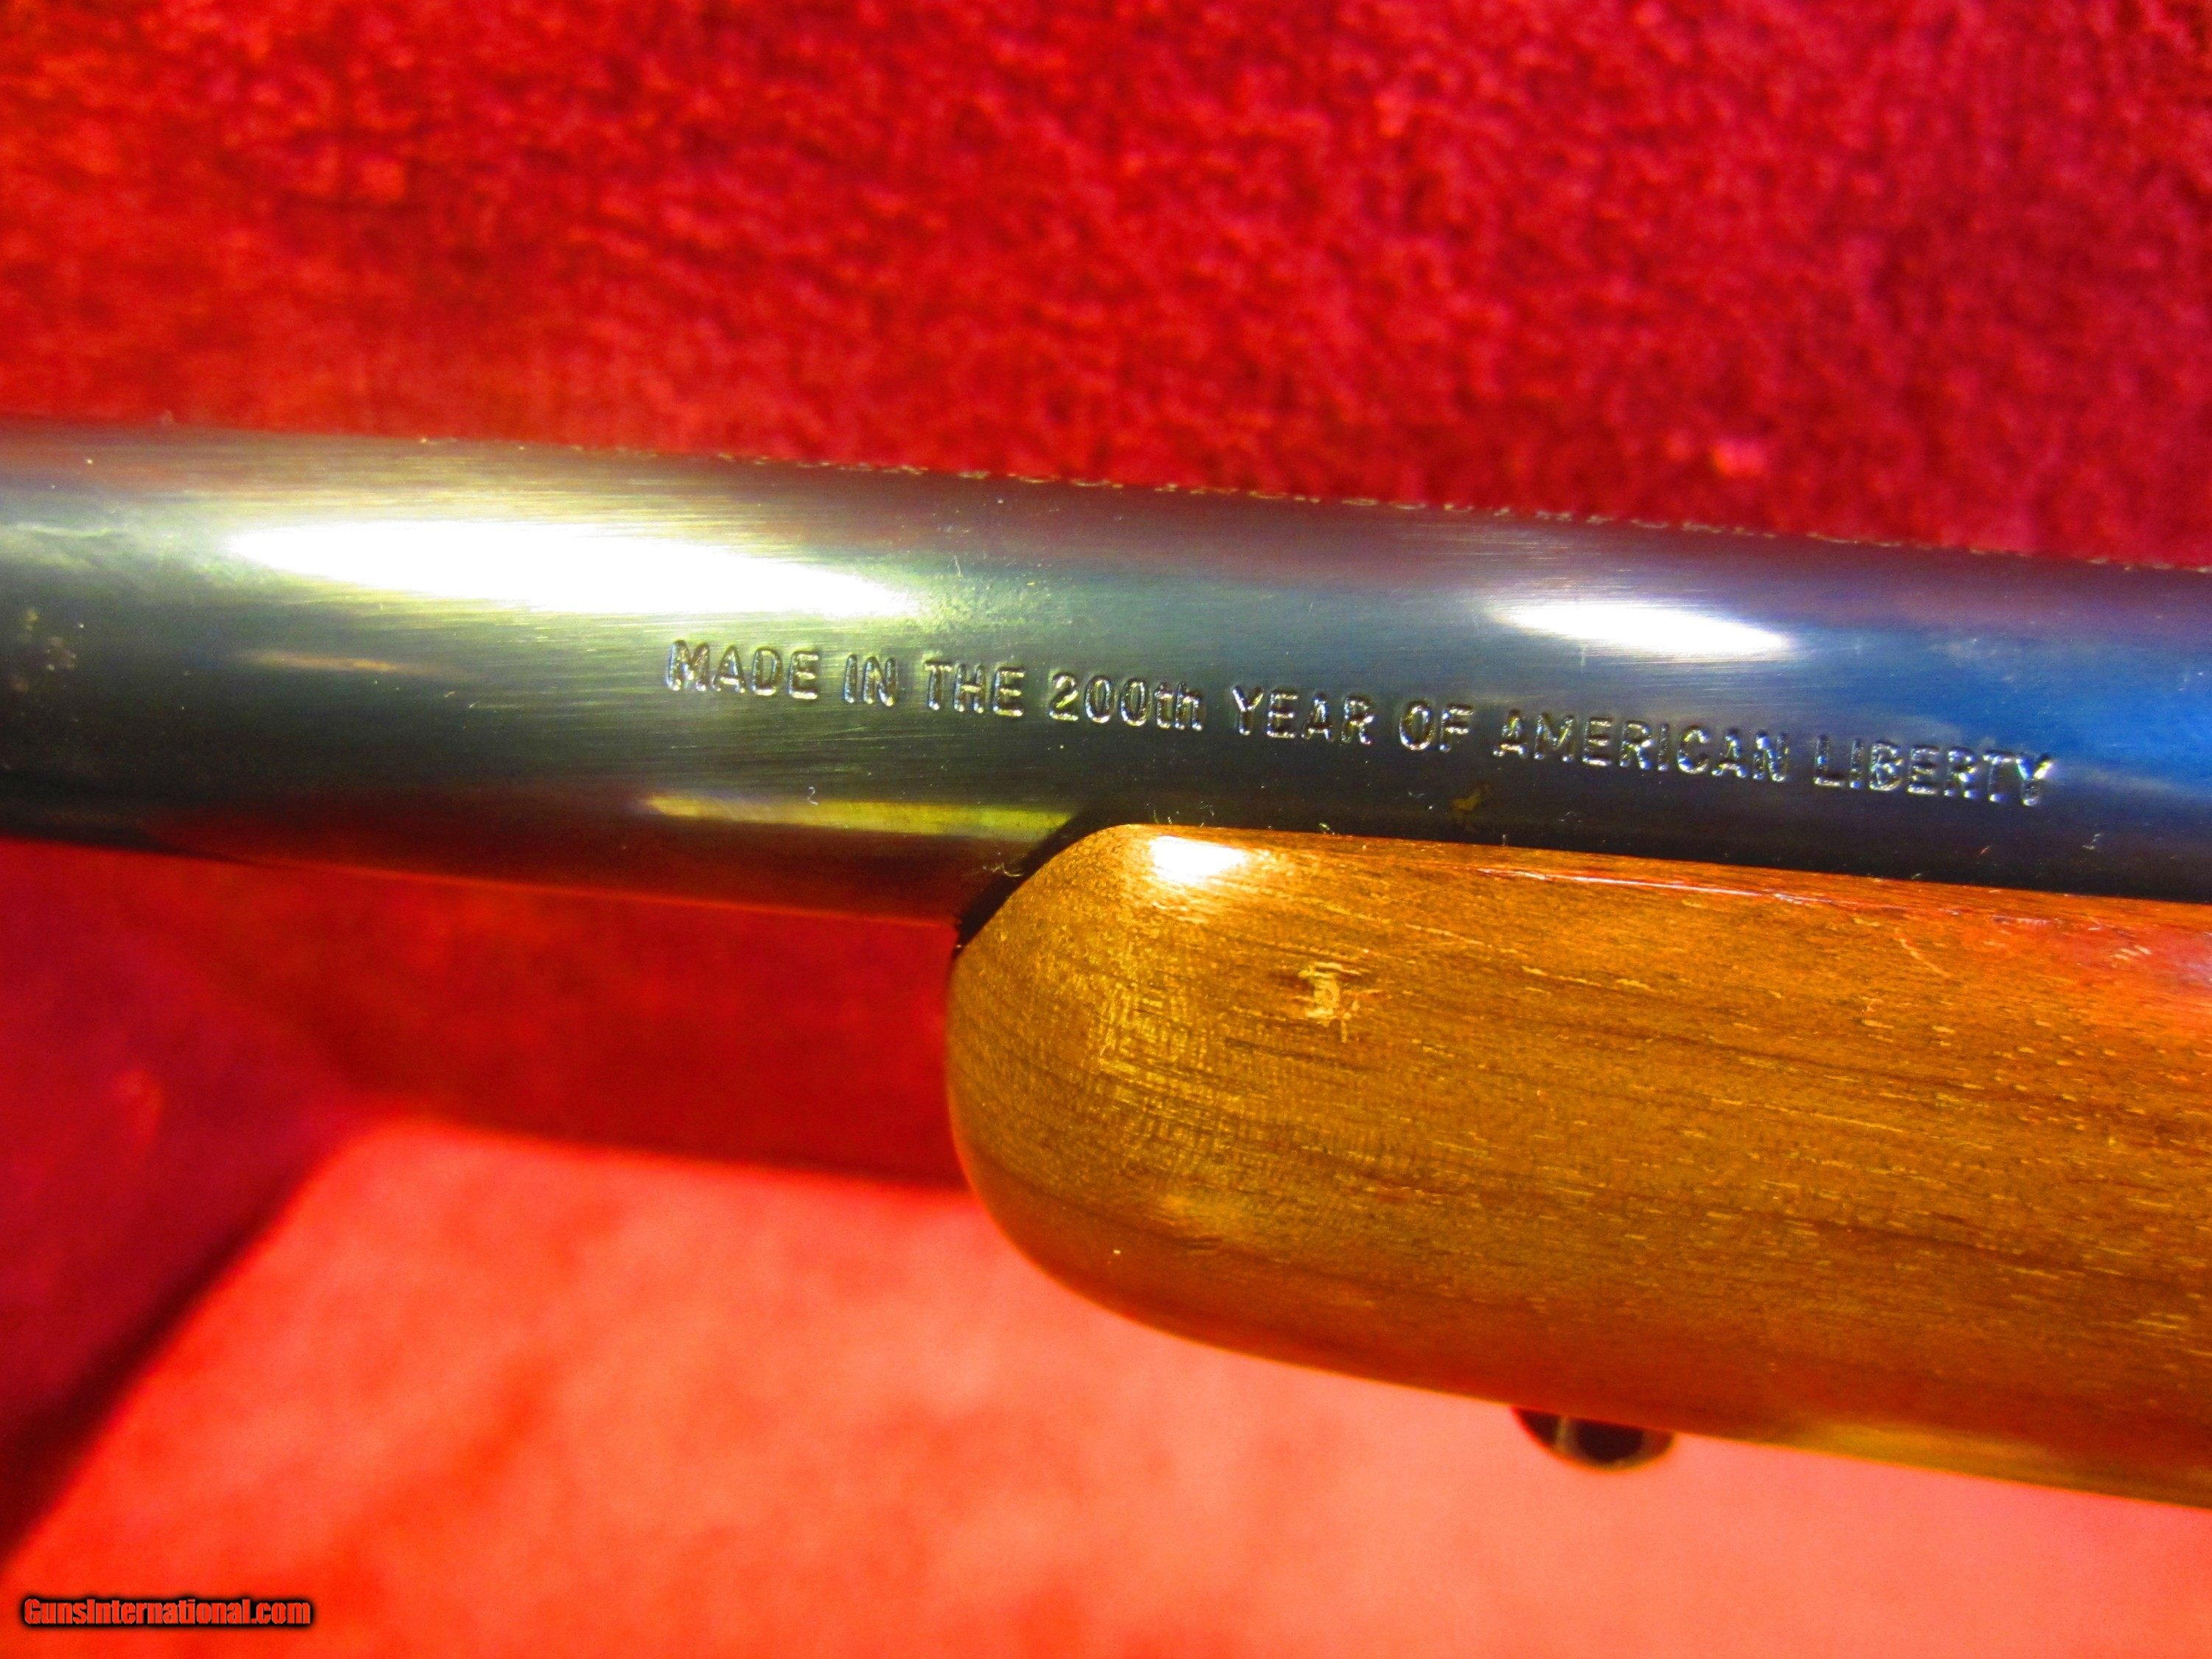 MADE IN THE 200th YEAR OF AMERICAN LIBERTY
GunsInternational.com